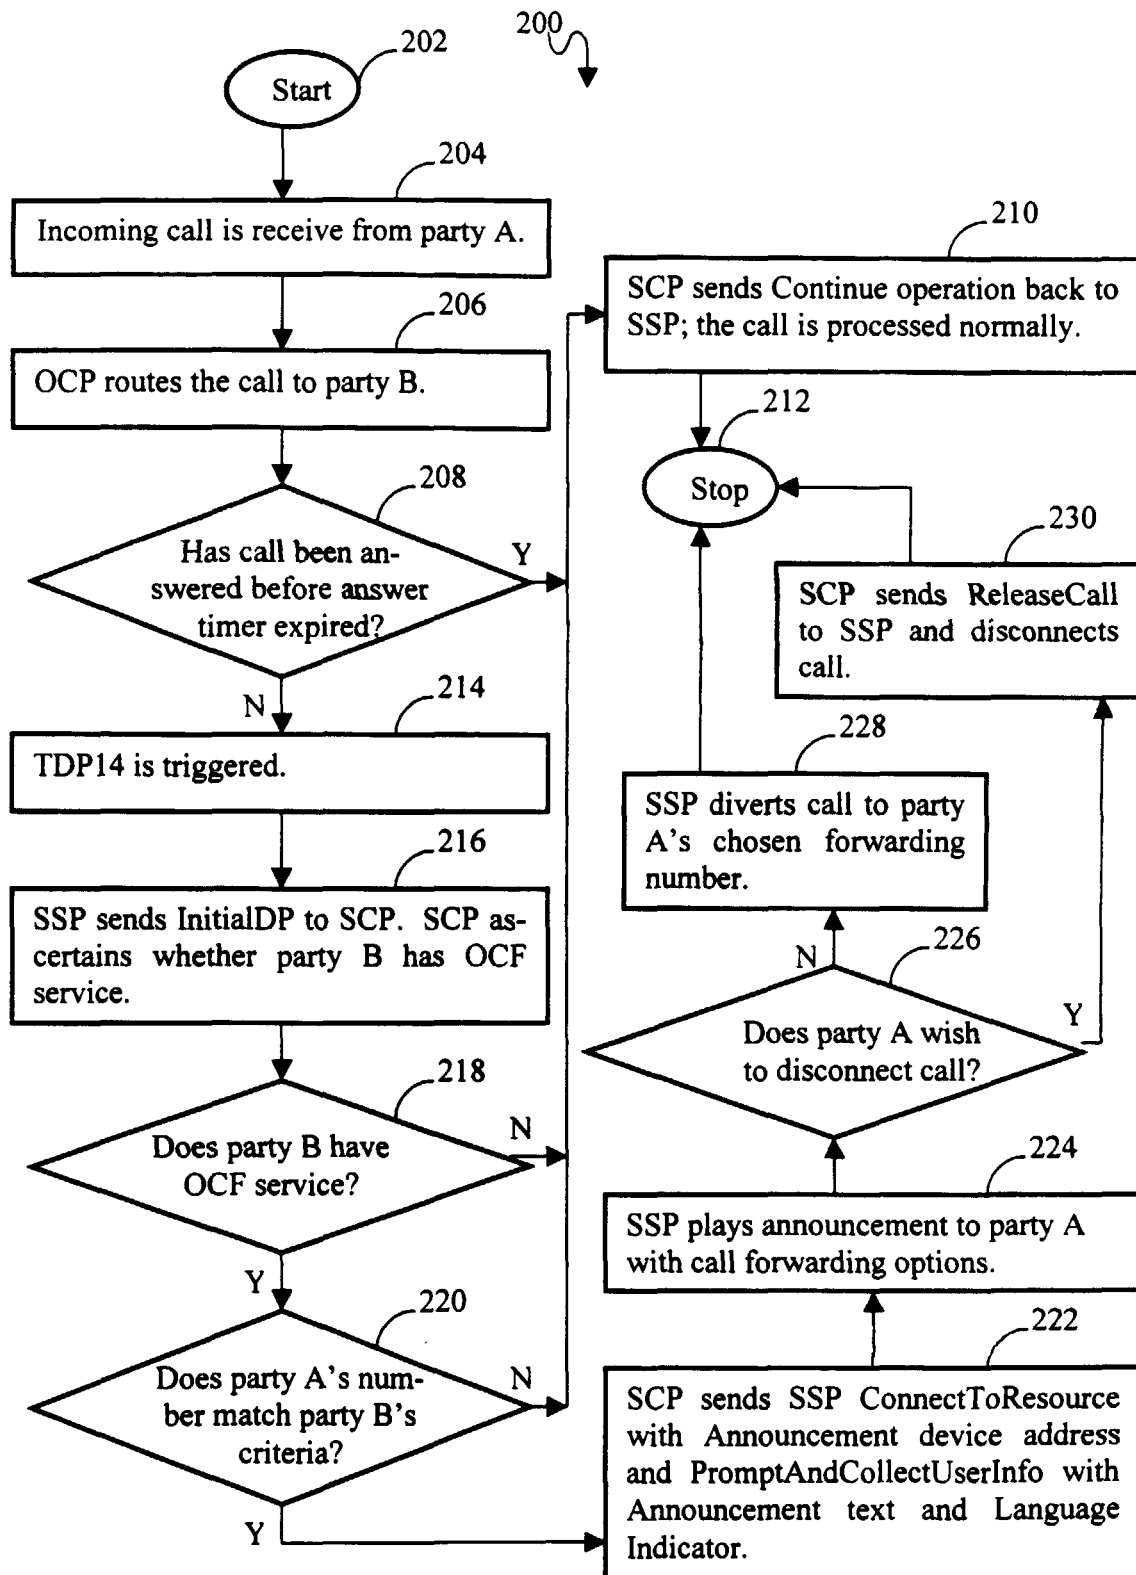 200
202
Start
204
Incoming call is receive from party A.
206
OCP routes the call to party B.
208
Has call been an-
swered before answer
timer expired?
Y
N
214
TDP14 is triggered.
216
SSP sends InitialDP to SCP. SCP as-
certains whether party B has OCF
service.
218
Does party B have
OCF service?
N
Y
220
Does party A's num-
ber match party B's
criteria?
N
Y
210
SCP sends Continue operation back to
SSP; the call is processed normally.
212
Stop
230
SCP sends ReleaseCall
to SSP and disconnects
call.
228
SSP diverts call to party
A's chosen forwarding
number.
226
N
Does party A wish
to disconnect call?
Y
224
SSP plays announcement to party A
with call forwarding options.
222
SCP sends SSP ConnectToResource
with Announcement device address
and PromptAndCollectUserInfo with
Announcement text and Language
Indicator.